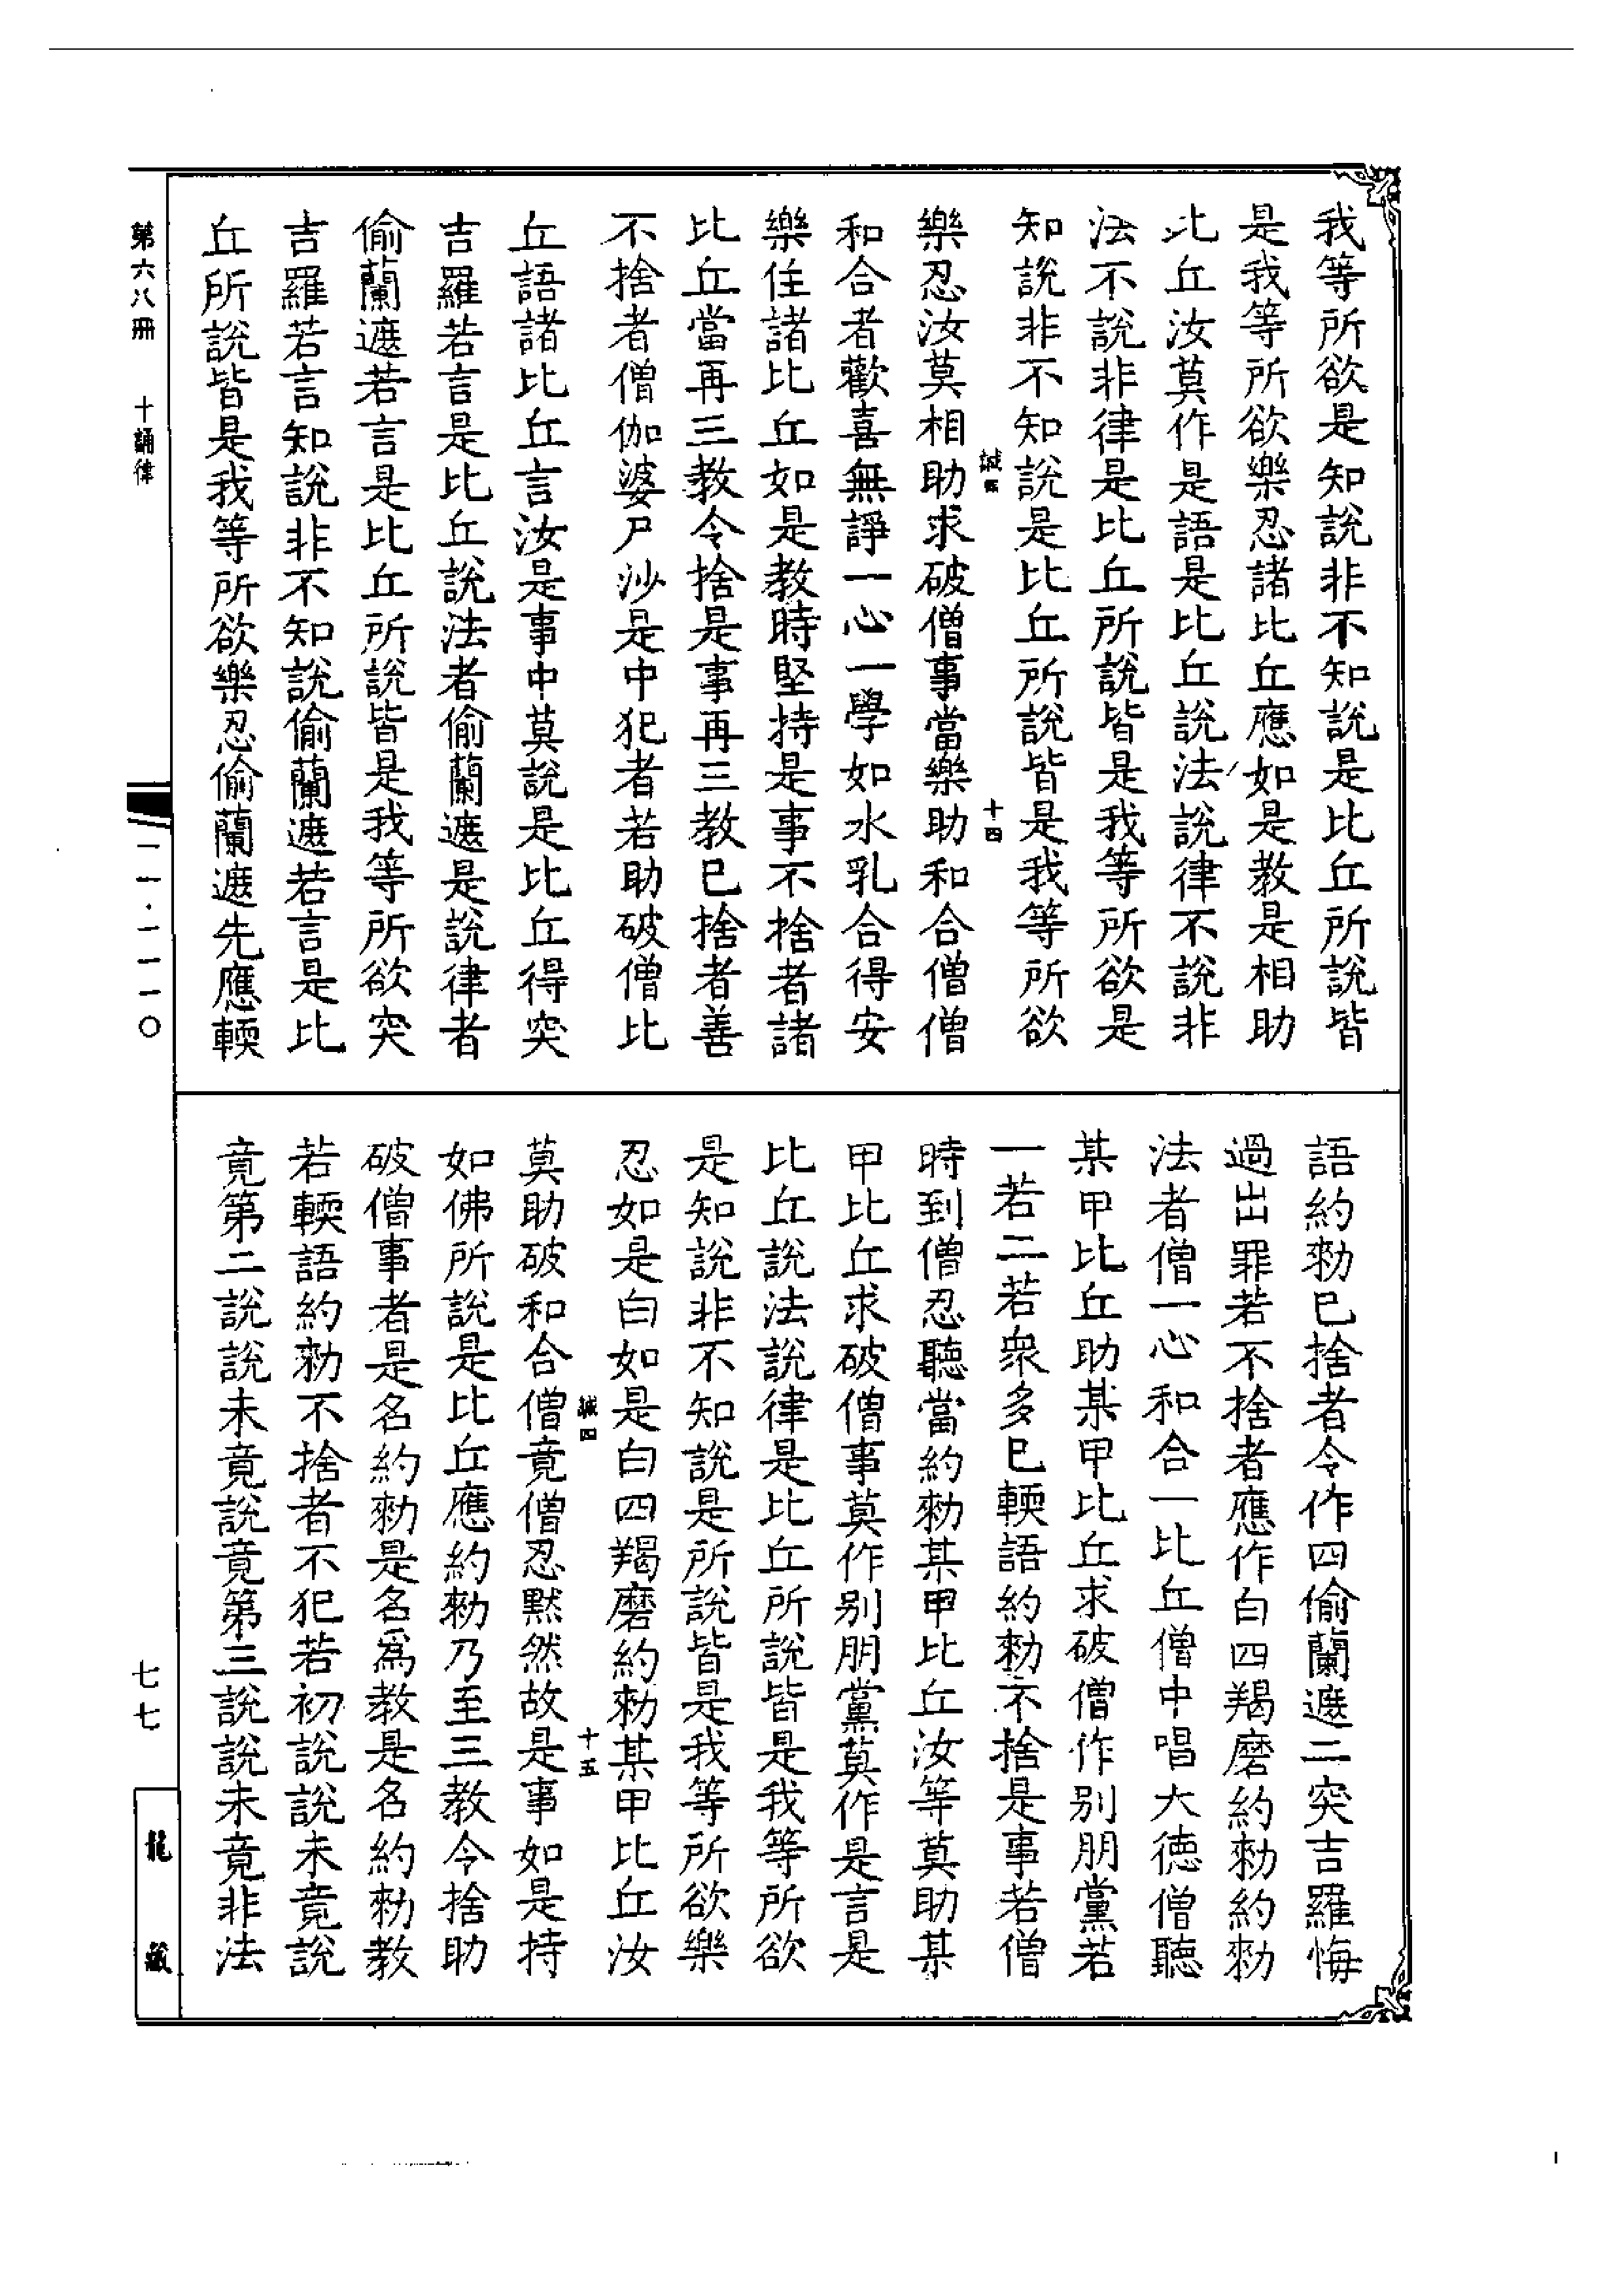 我等所欲是知說非不知說是比丘所說皆
是我等所欲樂忍諸比丘應如是教是相助
比丘汝莫作是語是比丘說法說律不說非
法不說非律是比丘所說皆是我等所欲是
知說非不知說是比丘所說皆是我等所欲
誠四 十四
樂忍汝莫相助求破僧事當樂助和合僧僧
和合者歡喜無諍一心一學如水乳合得安
樂住諸比丘如是教時堅持是事不捨者諸
比丘當再三教令捨是事再三教已捨者善
不捨者僧伽婆尸沙是中犯者若助破僧比
丘語諸比丘言汝是事中莫說是比丘得突
吉羅若言是比丘說法者偷蘭遮是說律者
偷蘭遮若言是比丘所說皆是我等所欲突
吉羅若言知說非不知說偷蘭遮若言是比
丘所說皆是我等所欲樂忍偷蘭遮先應輭
語約勑已捨者令作四偷蘭遮二突吉羅悔
過出罪若不捨者應作白四羯磨約勑約勑
法者僧一心和合一比丘僧中唱大德僧聽
某甲比丘助某甲比丘求破僧作別朋黨若
一若二若眾多已輭語約勑不捨是事若僧
時到僧忍聽當約勑某甲比丘汝等莫助某
甲比丘求破僧事莫作別朋黨莫作是言是
比丘說法說律是比丘所說皆是我等所欲
是知說非不知說是所說皆是我等所欲樂
忍如是白如是白四羯磨約勑某甲比丘汝
誠四 十五
莫助破和合僧竟僧忍黙然故是事如是持
如佛所說是比丘應約勑乃至三教令捨助
破僧事者是名約勑是名爲教是名約勑教
若輭語約勑不捨者不犯若初說說未竟說
竟第二說說未竟說竟第三說說未竟非法
第六八冊 十誦律
一一·一一一〇
七七
龍藏